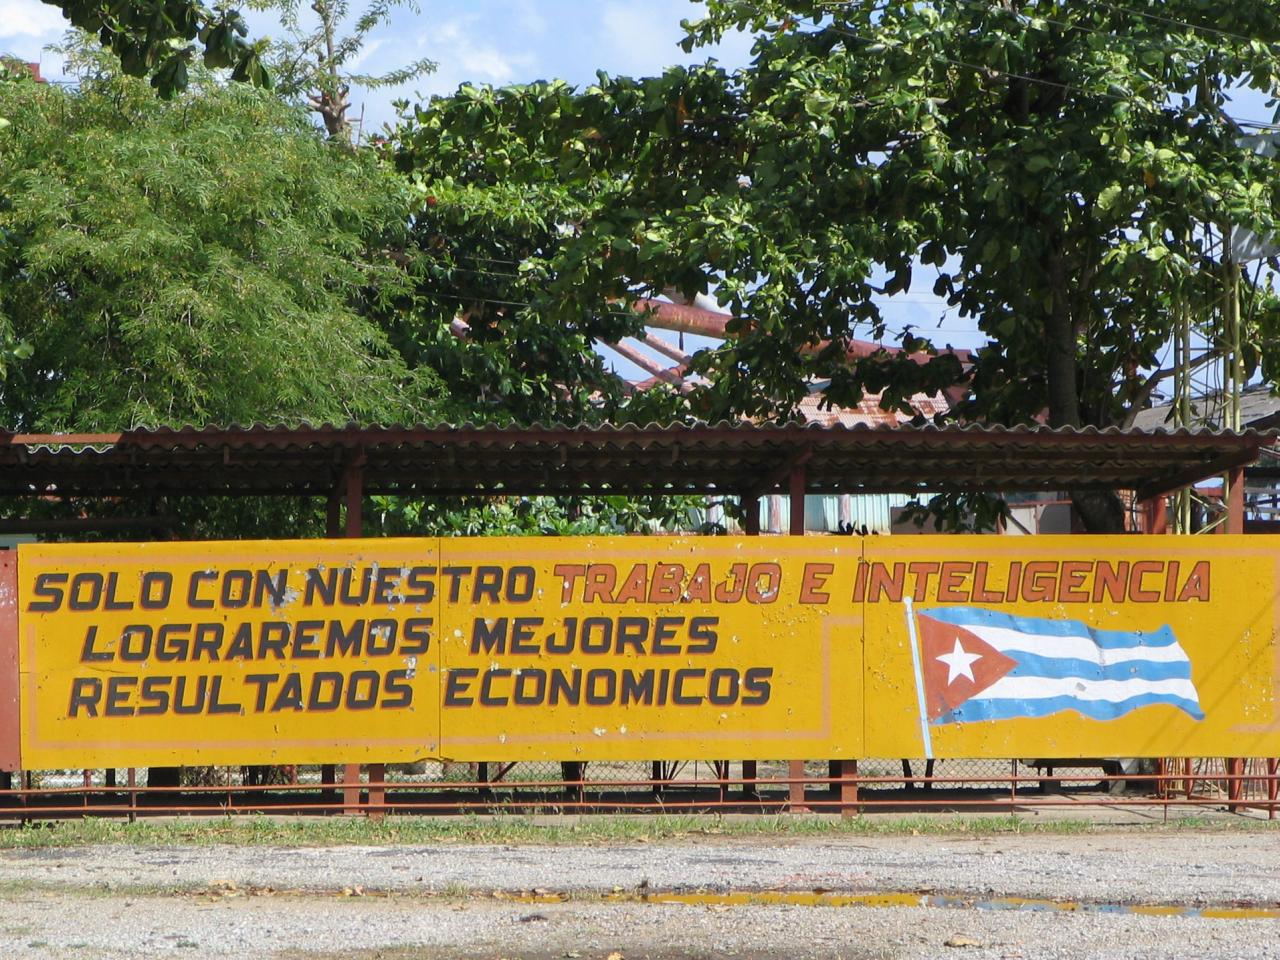 SOLO CON NUESTRO TRABAJO E INTELIGENCIA
LOGRAREMOS MEJORES
RESULTADOS ECONOMICOS